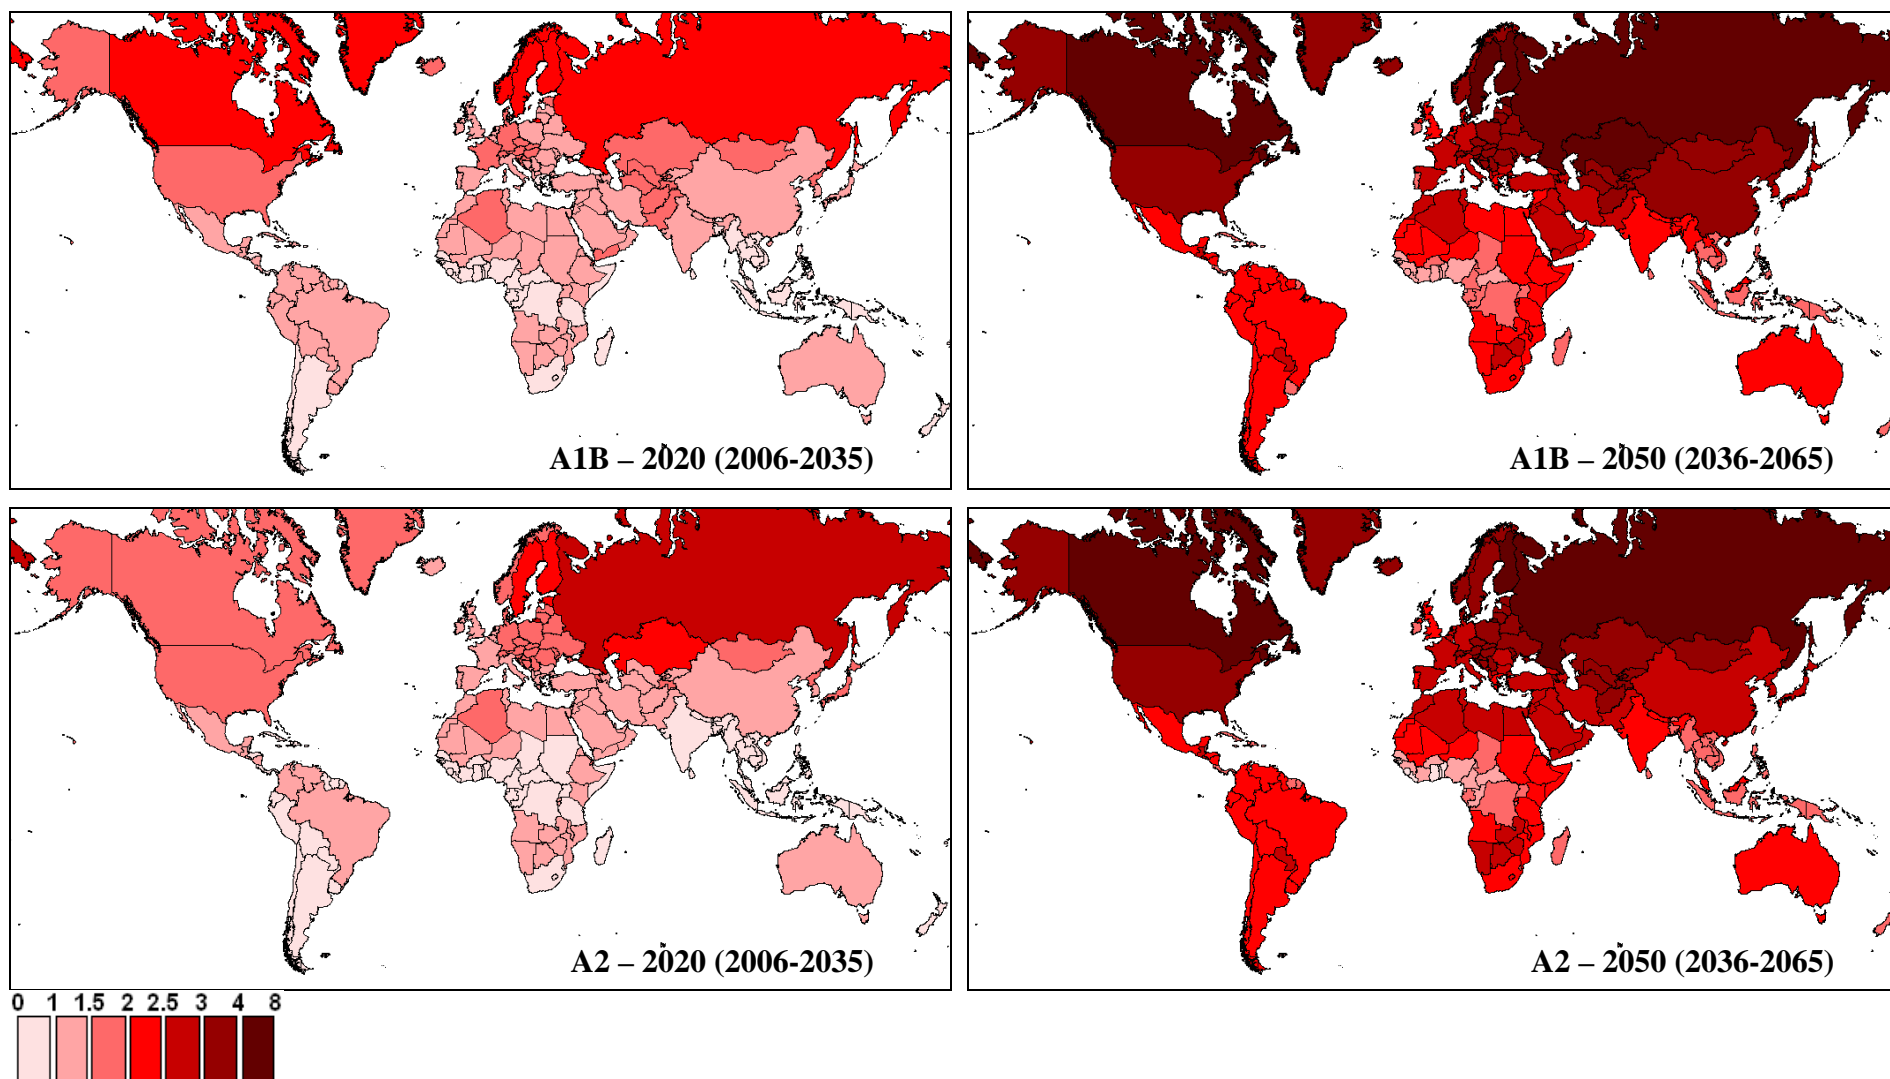 A1B – 2020 (2006-2035)
A1B – 2050 (2036-2065)
A2 – 2020 (2006-2035)
A2 – 2050 (2036-2065)
0 1 1.5 2 2.5 3 4 8